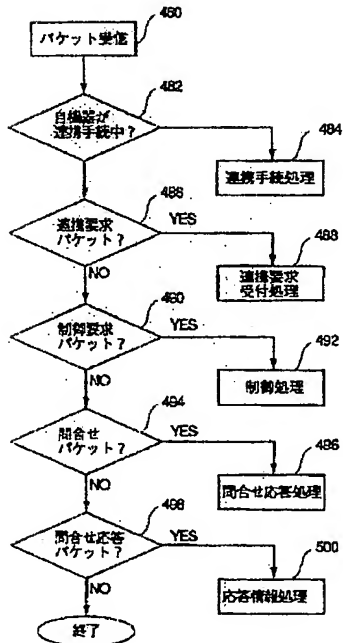 460
パケット受信
482
自機器が
連携手続中？
484
連携手続処理
486
連携要求
パケット？
YES
488
連携要求
受付処理
NO
490
制御要求
パケット？
YES
492
制御処理
NO
494
問合せ
パケット？
YES
496
問合せ応答処理
NO
498
問合せ応答
パケット？
YES
500
応答情報処理
NO
終了